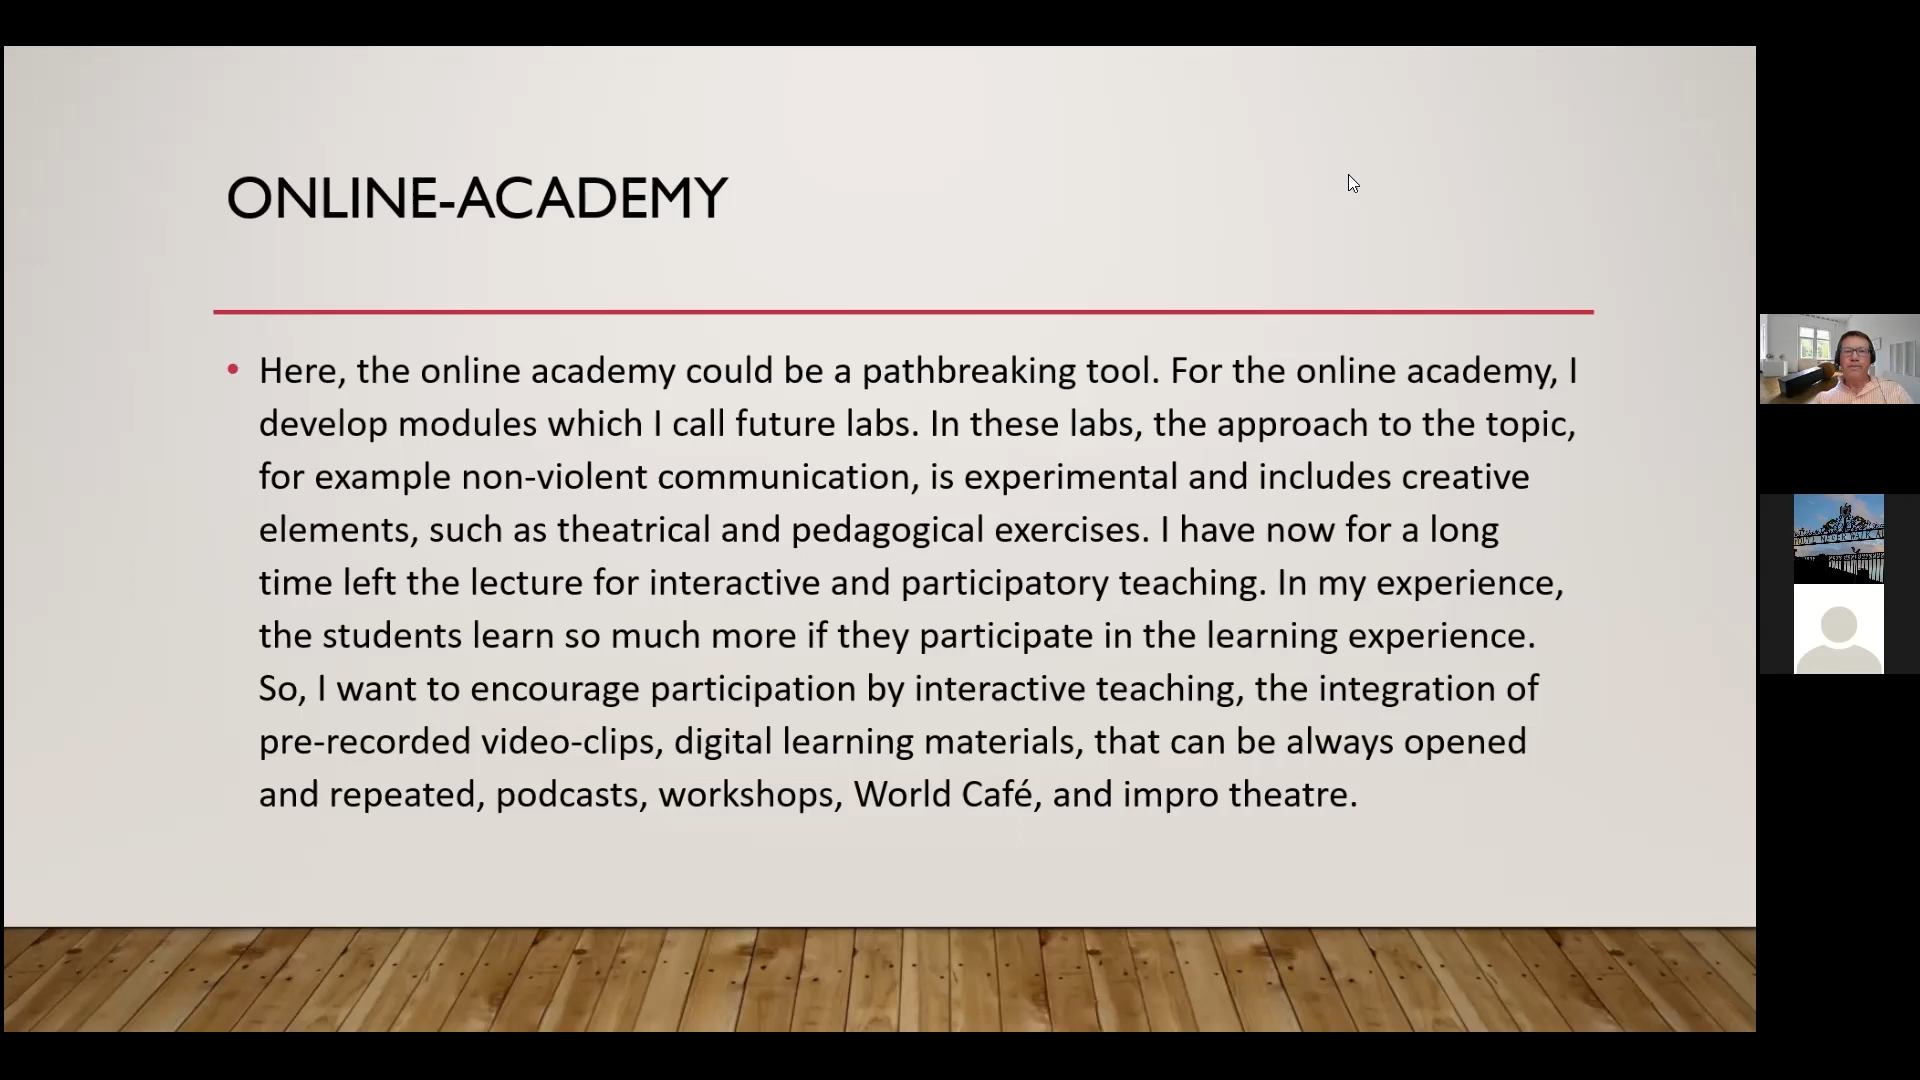 ONLINE-ACADEMY
• Here, the online academy could be a pathbreaking tool. For the online academy, I
develop modules which I call future labs. In these labs, the approach to the topic,
for example non-violent communication, is experimental and includes creative
elements, such as theatrical and pedagogical exercises. I have now for a long
time left the lecture for interactive and participatory teaching. In my experience,
the students learn so much more if they participate in the learning experience.
So, I want to encourage participation by interactive teaching, the integration of
pre-recorded video-clips, digital learning materials, that can be always opened
and repeated, podcasts, workshops, World Café, and impro theatre.